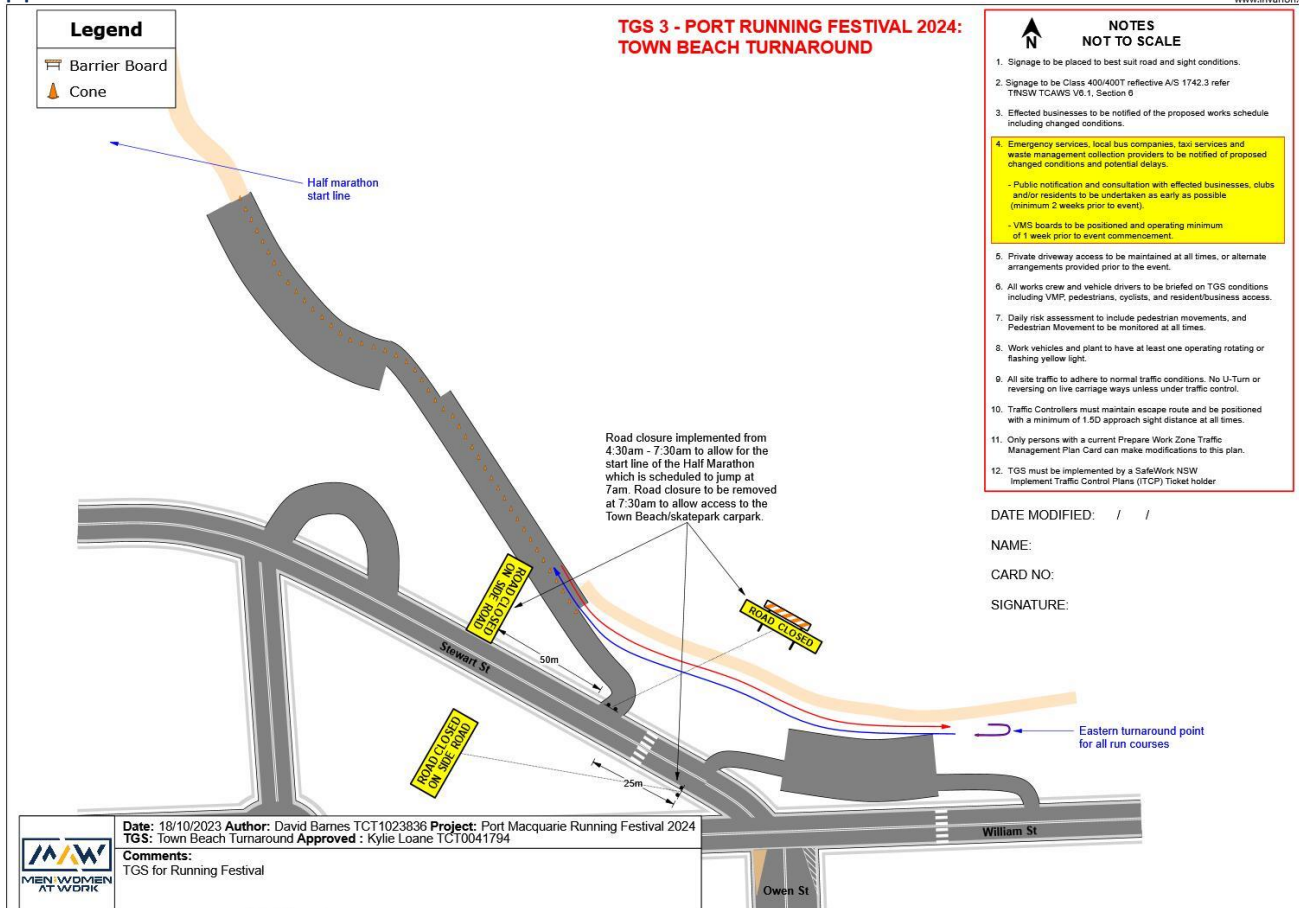 Legend
Barrier Board
Cone
TGS 3 - PORT RUNNING FESTIVAL 2024:
TOWN BEACH TURNAROUND
N
NOTES
NOT TO SCALE
1. Signage to be placed to best suit road and sight conditions.
2. Signage to be Class 400/400T reflective A/S 1742.3 refer
TfNSW TCAWS V6.1, Section 6
3. Effected businesses to be notified of the proposed works schedule
including changed conditions.
4. Emergency services, local bus companies, taxi services and
waste management collection providers to be notified of proposed
changed conditions and potential delays.
- Public notification and consultation with effected businesses, clubs
and/or residents to be undertaken as early as possible
(minimum 2 weeks prior to event).
- VMS boards to be positioned and operating minimum
of 1 week prior to event commencement.
5. Private driveway access to be maintained at all times, or alternate
arrangements provided prior to the event.
6. All works crew and vehicle drivers to be briefed on TGS conditions
including VMP, pedestrians, cyclists, and resident/business access.
7. Daily risk assessment to include pedestrian movements, and
Pedestrian Movement to be monitored at all times.
8. Work vehicles and plant to have at least one operating rotating or
flashing yellow light.
9. All site traffic to adhere to normal traffic conditions. No U-Turn or
reversing on live carriage ways unless under traffic control.
10. Traffic Controllers must maintain escape route and be positioned
with a minimum of 1.5D approach sight distance at all times.
11. Only persons with a current Prepare Work Zone Traffic
Management Plan Card can make modifications to this plan.
12. TGS must be implemented by a SafeWork NSW
Implement Traffic Control Plans (ITCP) Ticket holder
DATE MODIFIED: / /
NAME:
CARD NO:
SIGNATURE:
Half marathon
start line
Road closure implemented from
4:30am - 7:30am to allow for the
start line of the Half Marathon
which is scheduled to jump at
7am. Road closure to be removed
at 7:30am to allow access to the
Town Beach/skatepark carpark.
ROAD CLOSED
ON SIDE ROAD
ROAD CLOSED
Stewart St
50m
ROAD CLOSED
ON SIDE ROAD
25m
Eastern turnaround point
for all run courses
William St
Owen St
MAW
MEN WOMEN
AT WORK
Date: 18/10/2023 Author: David Barnes TCT1023836 Project: Port Macquarie Running Festival 2024
TGS: Town Beach Turnaround Approved : Kylie Loane TCT0041794
Comments:
TGS for Running Festival